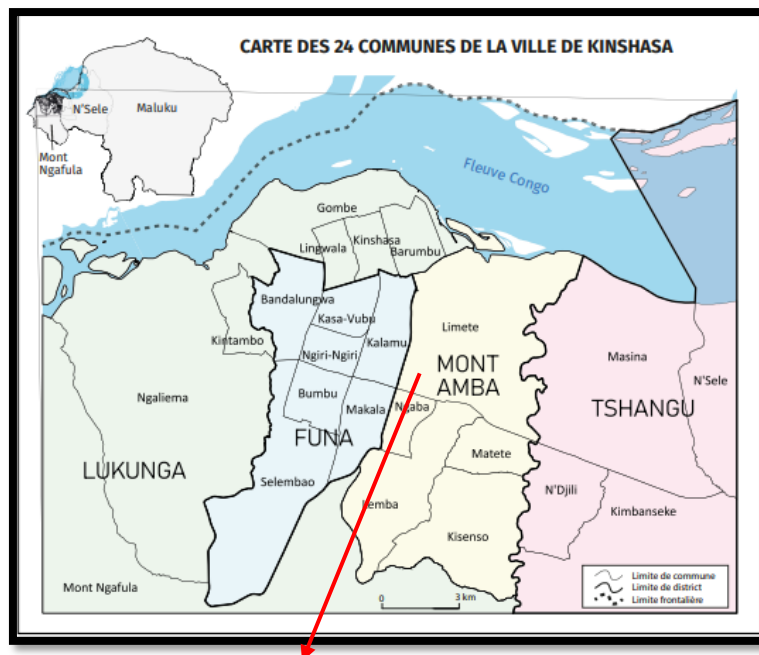 CARTE DES 24 COMMUNES DE LA VILLE DE KINSHASA
N'Sele
Maluku
Mont
Ngafula
Fleuve Congo
Gombe
Lingwala
Kinshasa
Barumbu
Bandalungwa
Kasa-Vubu
Kintambo
Ngiri-Ngiri
Kalamu
Limete
MONT
AMBA
Masina
N'Sele
Ngaliema
Bumbu
Makala
Ngaba
TSHANGU
FUNA
LUKUNGA
Matete
Selembao
Lemba
N'Djili
Kimbanseke
Kisenso
Mont Ngafula
0 3 km
Limite de commune
Limite de district
Limite frontalière